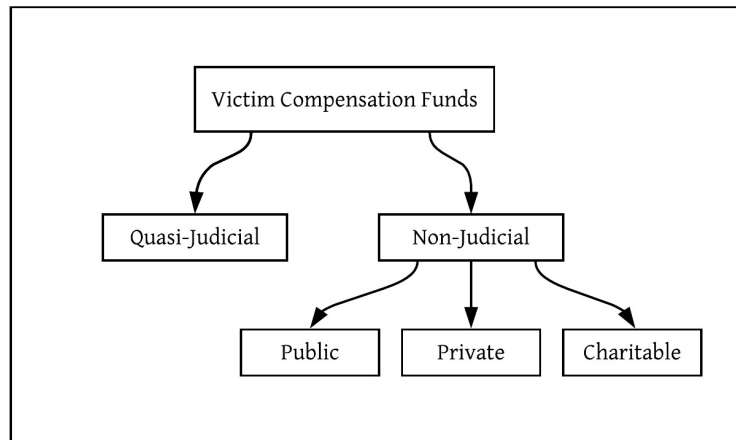 Victim Compensation Funds
Quasi-Judicial
Non-Judicial
Public
Private
Charitable